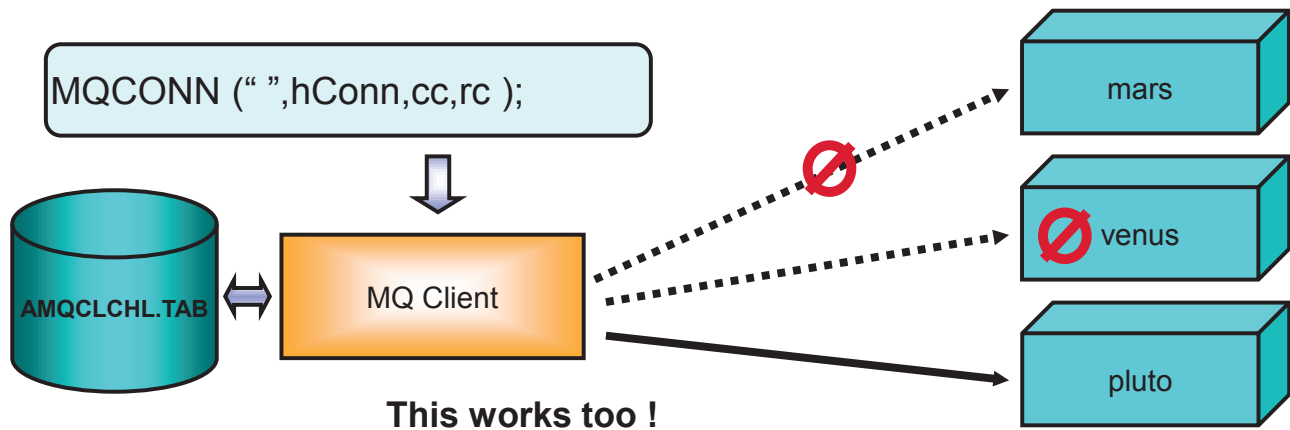 MQCONN (“ ”,hConn,cc,rc );
mars
venus
AMQCLCHL.TAB
MQ Client
pluto
This works too !